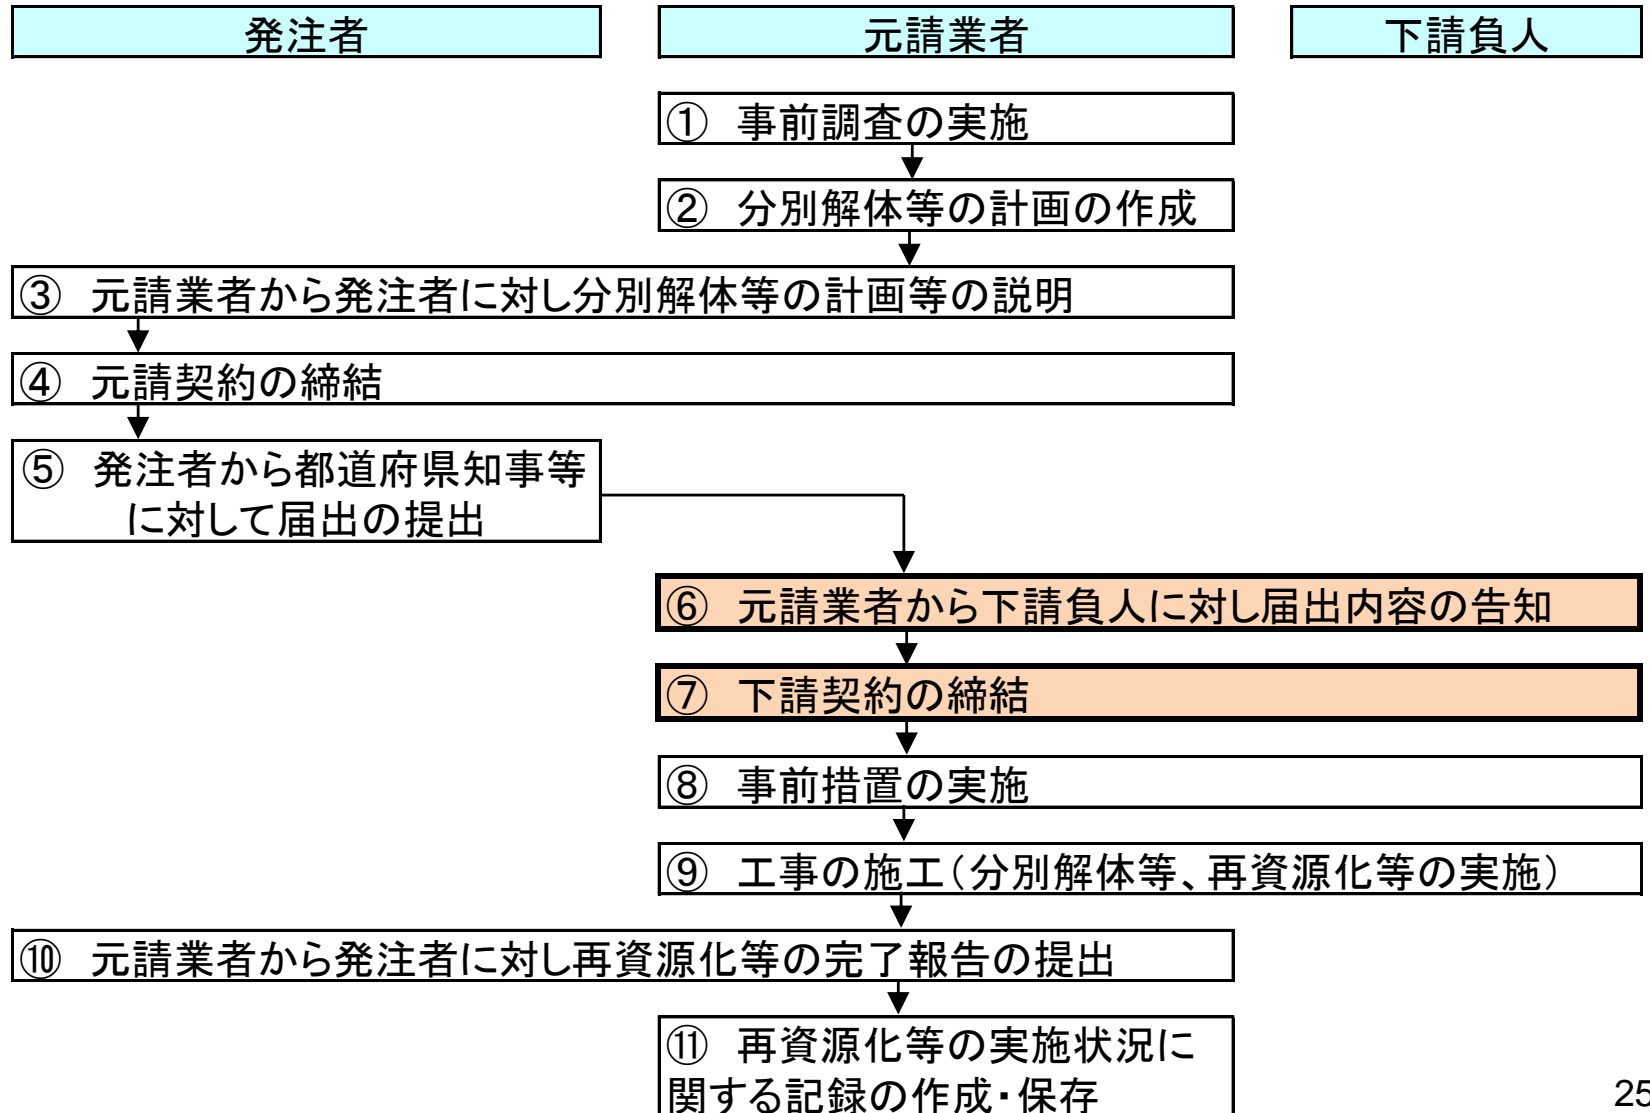 発注者
元請業者
下請負人
① 事前調査の実施
② 分別解体等の計画の作成
③ 元請業者から発注者に対し分別解体等の計画等の説明
④ 元請契約の締結
⑤ 発注者から都道府県知事等
に対して届出の提出
⑥ 元請業者から下請負人に対し届出内容の告知
⑦ 下請契約の締結
⑧ 事前措置の実施
⑨ 工事の施工(分別解体等、再資源化等の実施)
⑩ 元請業者から発注者に対し再資源化等の完了報告の提出
⑪ 再資源化等の実施状況に
関する記録の作成・保存
25